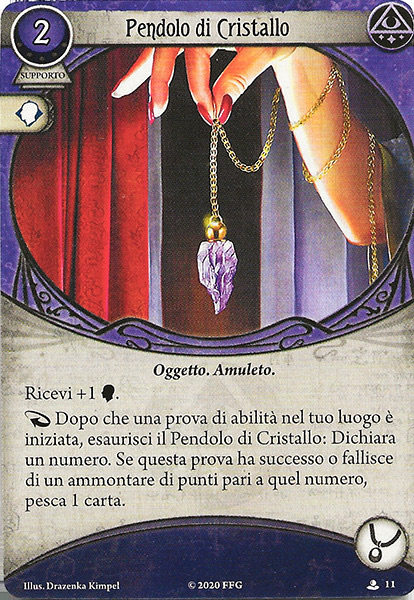 2
Pendolo di Cristallo
SUPPORTO
Oggetto. Amuleto.
Ricevi +1 .
Dopo che una prova di abilità nel tuo luogo è
iniziata, esaurisci il Pendolo di Cristallo: Dichiara
un numero. Se questa prova ha successo o fallisce
di un ammontare di punti pari a quel numero,
pesca 1 carta.
Illus. Drazenka Kimpel
© 2020 FFG
11